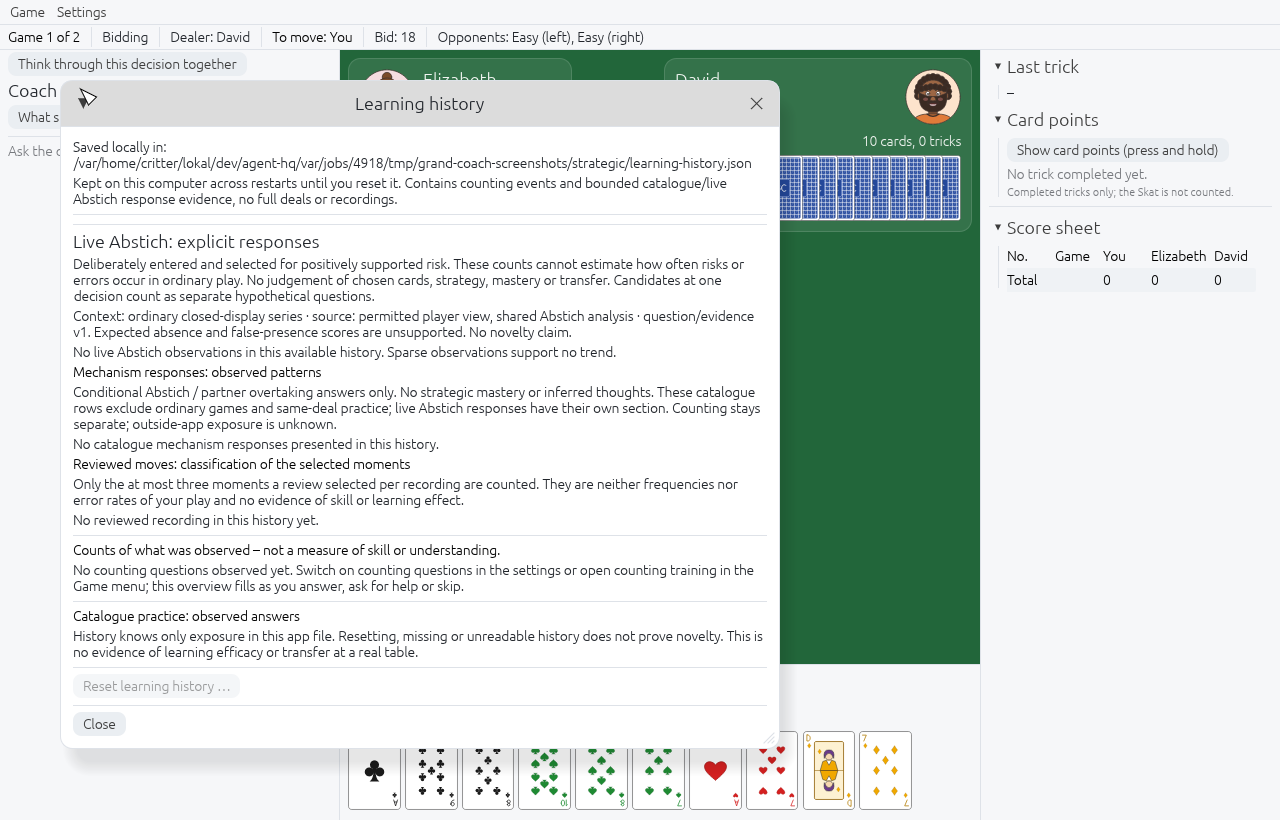 Game Settings
Game 1 of 2 Bidding Dealer: David To move: You Bid: 18 Opponents: Easy (left), Easy (right)
Think through this decision together
Coach
What s
Ask the
Elizabeth
David
10 cards, 0 tricks
Learning history
Saved locally in:
/var/home/critter/lokal/dev/agent-hq/var/jobs/4918/tmp/grand-coach-screenshots/strategic/learning-history.json
Kept on this computer across restarts until you reset it. Contains counting events and bounded catalogue/live
Abstich response evidence, no full deals or recordings.
Live Abstich: explicit responses
Deliberately entered and selected for positively supported risk. These counts cannot estimate how often risks or
errors occur in ordinary play. No judgement of chosen cards, strategy, mastery or transfer. Candidates at one
decision count as separate hypothetical questions.
Context: ordinary closed-display series · source: permitted player view, shared Abstich analysis · question/evidence
v1. Expected absence and false-presence scores are unsupported. No novelty claim.
No live Abstich observations in this available history. Sparse observations support no trend.
Mechanism responses: observed patterns
Conditional Abstich / partner overtaking answers only. No strategic mastery or inferred thoughts. These catalogue
rows exclude ordinary games and same-deal practice; live Abstich responses have their own section. Counting stays
separate; outside-app exposure is unknown.
No catalogue mechanism responses presented in this history.
Reviewed moves: classification of the selected moments
Only the at most three moments a review selected per recording are counted. They are neither frequencies nor
error rates of your play and no evidence of skill or learning effect.
No reviewed recording in this history yet.
Counts of what was observed – not a measure of skill or understanding.
No counting questions observed yet. Switch on counting questions in the settings or open counting training in the
Game menu; this overview fills as you answer, ask for help or skip.
Catalogue practice: observed answers
History knows only exposure in this app file. Resetting, missing or unreadable history does not prove novelty. This is
no evidence of learning efficacy or transfer at a real table.
Reset learning history …
Close
Last trick
–
Card points
Show card points (press and hold)
No trick completed yet.
Completed tricks only; the Skat is not counted.
Score sheet
No. Game You Elizabeth David
Total 0 0 0
D 7
A 9 8 10 8 7 A 7 D 7